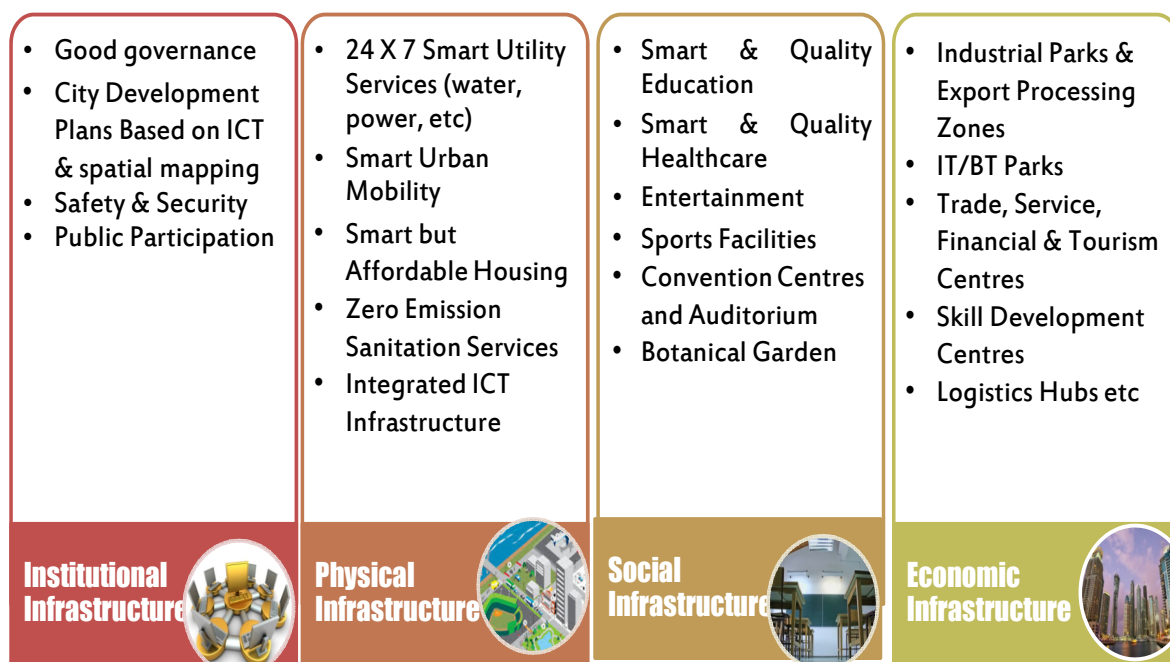 • Good governance
• City Development
Plans Based on ICT
& spatial mapping
• Safety & Security
• Public Participation
Institutional
Infrastructure
• 24 X 7 Smart Utility
Services (water,
power, etc)
• Smart Urban
Mobility
• Smart but
Affordable Housing
• Zero Emission
Sanitation Services
• Integrated ICT
Infrastructure
Physical
Infrastructure
• Smart & Quality
Education
• Smart & Quality
Healthcare
• Entertainment
• Sports Facilities
• Convention Centres
and Auditorium
• Botanical Garden
Social
Infrastructure
• Industrial Parks &
Export Processing
Zones
• IT/BT Parks
• Trade, Service,
Financial & Tourism
Centres
• Skill Development
Centres
• Logistics Hubs etc
Economic
Infrastructure